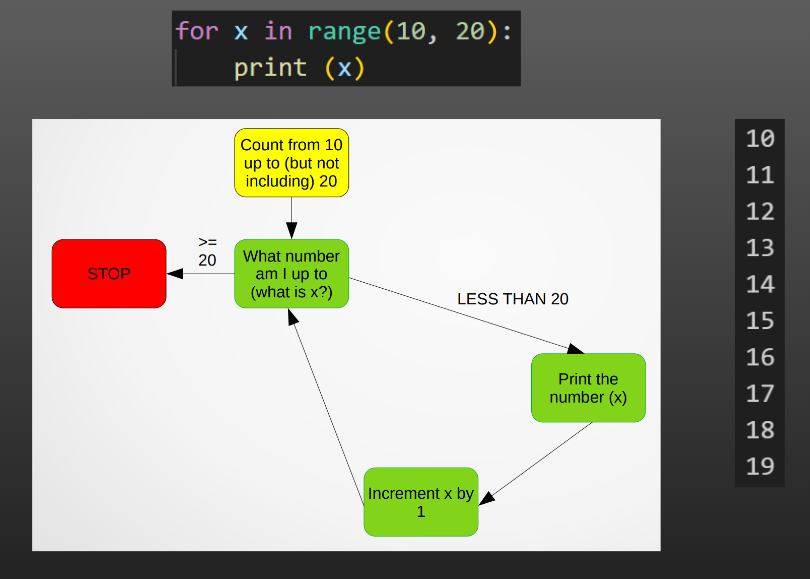 for x in range(10, 20):
    print (x)
Count from 10
up to (but not
including) 20
>=
20
STOP
What number
am I up to
(what is x?)
LESS THAN 20
Print the
number (x)
Increment x by
1
10
11
12
13
14
15
16
17
18
19